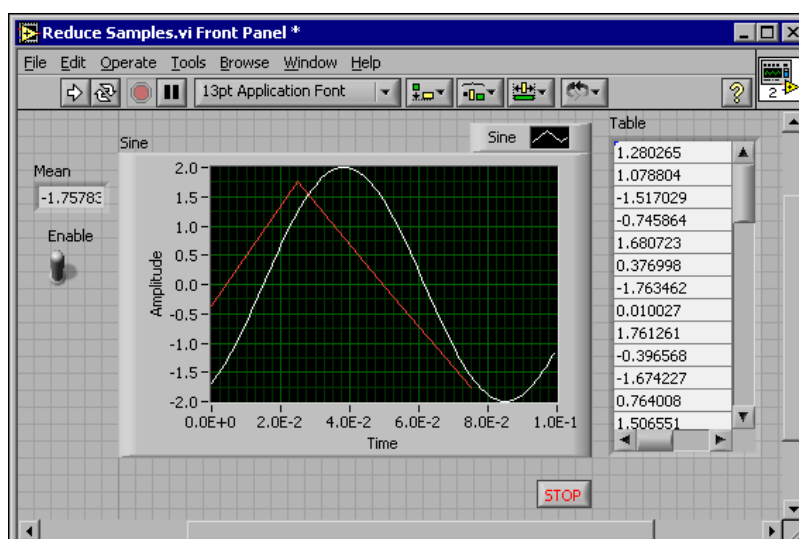 Reduce Samples.vi Front Panel *
File Edit Operate Tools Browse Window Help
13pt Application Font
2
Mean
-1.75783
Enable
Sine
Sine
Amplitude
2.0
1.5
1.0
0.5
0.0
-0.5
-1.0
-1.5
-2.0
0.0E+0 2.0E-2 4.0E-2 6.0E-2 8.0E-2 1.0E-1
Time
Table
1.280265
1.078804
-1.517029
-0.745864
1.680723
0.376998
-1.763462
0.010027
1.761261
-0.396568
-1.674227
0.764008
1.506551
STOP